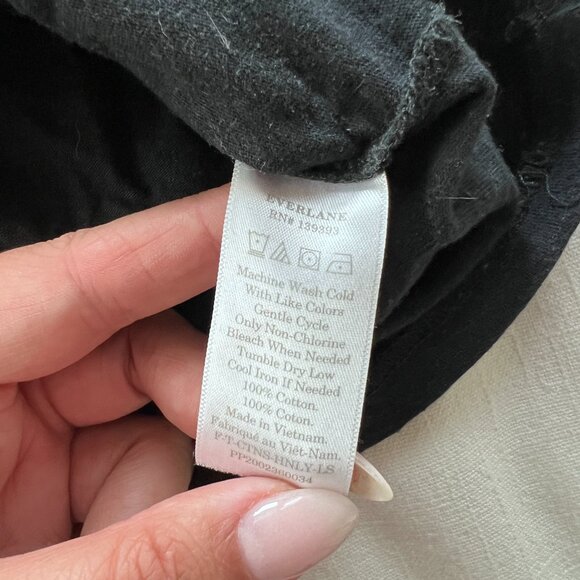 EVERLANE
RN# 139393
Machine Wash Cold
With Like Colors
Gentle Cycle
Only Non-Chlorine
Bleach When Needed
Tumble Dry Low
Cool Iron If Needed
100% Cotton.
100% Coton.
Made in Vietnam.
Fabriqué au Viêt-Nam.
F-T-CTNS-HNLY-LS
PP2002360034